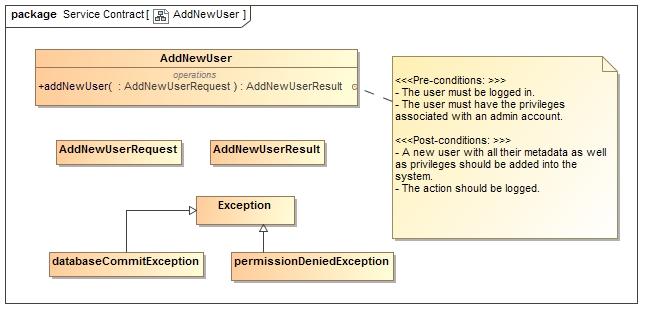 package Service Contract [ AddNewUser ]
AddNewUser
operations
+addNewUser( : AddNewUserRequest ) : AddNewUserResult
<<<Pre-conditions: >>>
- The user must be logged in.
- The user must have the privileges
associated with an admin account.
<<<Post-conditions: >>>
- A new user with all their metadata as well
as privileges should be added into the
system.
- The action should be logged.
AddNewUserRequest
AddNewUserResult
Exception
databaseCommitException
permissionDeniedException